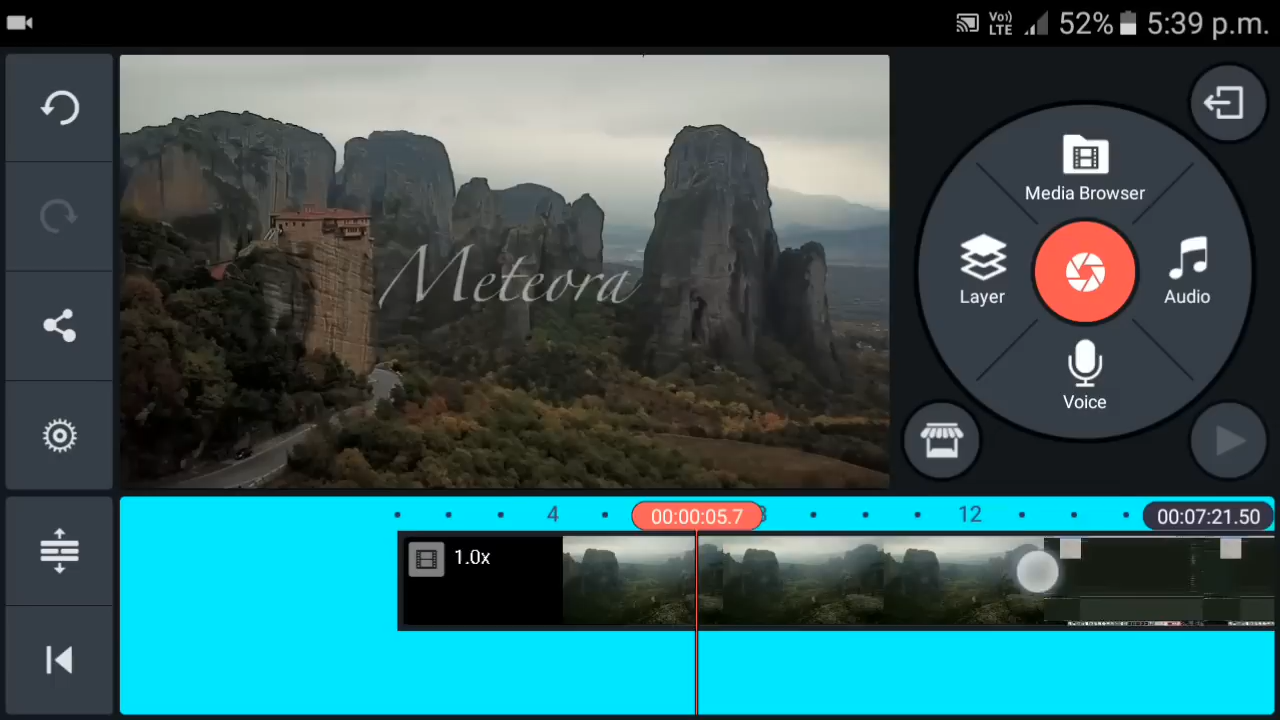 Vo))
LTE
52%
5:39 p.m.
Meteora
Media Browser
Layer
Audio
Voice
4
00:00:05.7
12
00:07:21.50
1.0x